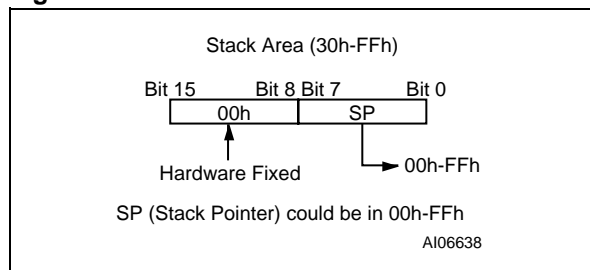 Stack Area (30h-FFh)
Bit 15 Bit 8 Bit 7 Bit 0
00h SP
00h-FFh
Hardware Fixed
SP (Stack Pointer) could be in 00h-FFh
AI06638